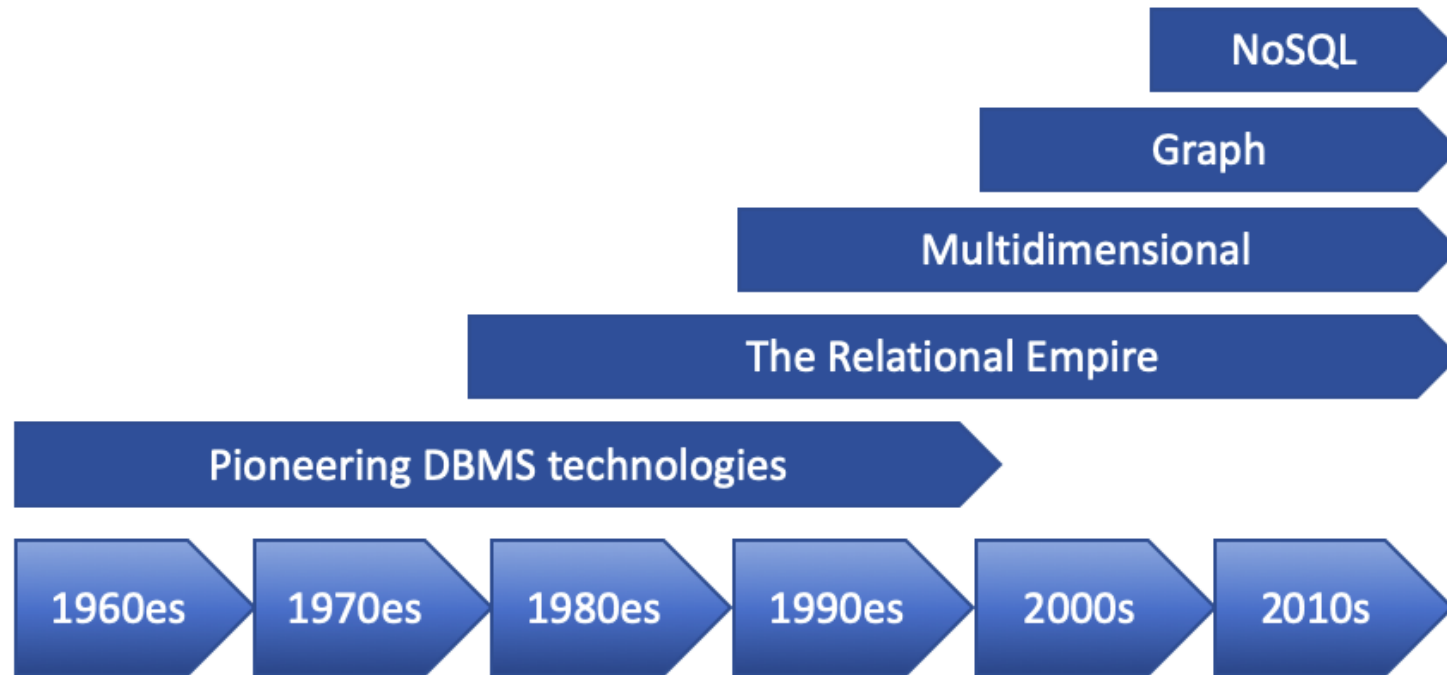 NoSQL
Graph
Multidimensional
The Relational Empire
Pioneering DBMS technologies
1960es 1970es 1980es 1990es 2000s 2010s